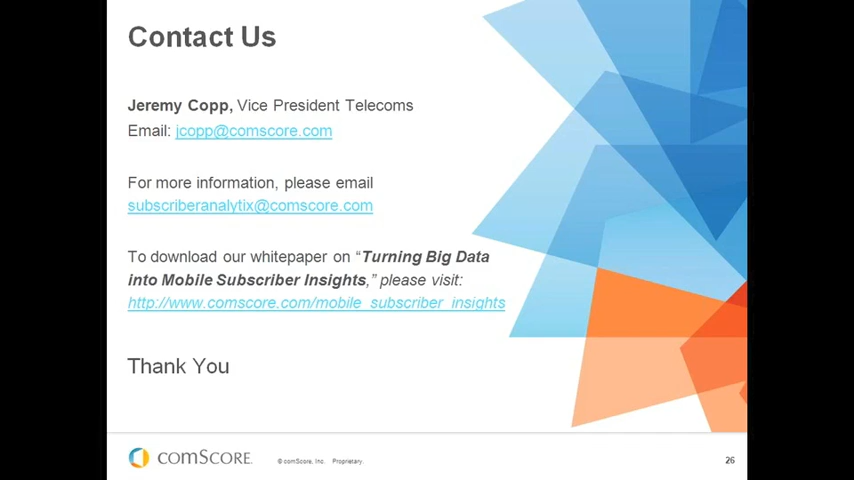 Contact Us
Jeremy Copp, Vice President Telecoms
Email: jcopp@comscore.com
For more information, please email
subscriberanalytix@comscore.com
To download our whitepaper on “Turning Big Data
into Mobile Subscriber Insights,” please visit:
http://www.comscore.com/mobile_subscriber_insights
Thank You
comSCORE.
© comScore, Inc. Proprietary.
26